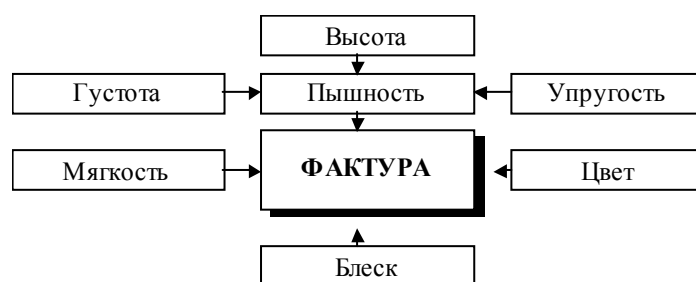 Высота
Густота
Пышность
Упругость
Мягкость
ФАКТУРА
Цвет
Блеск